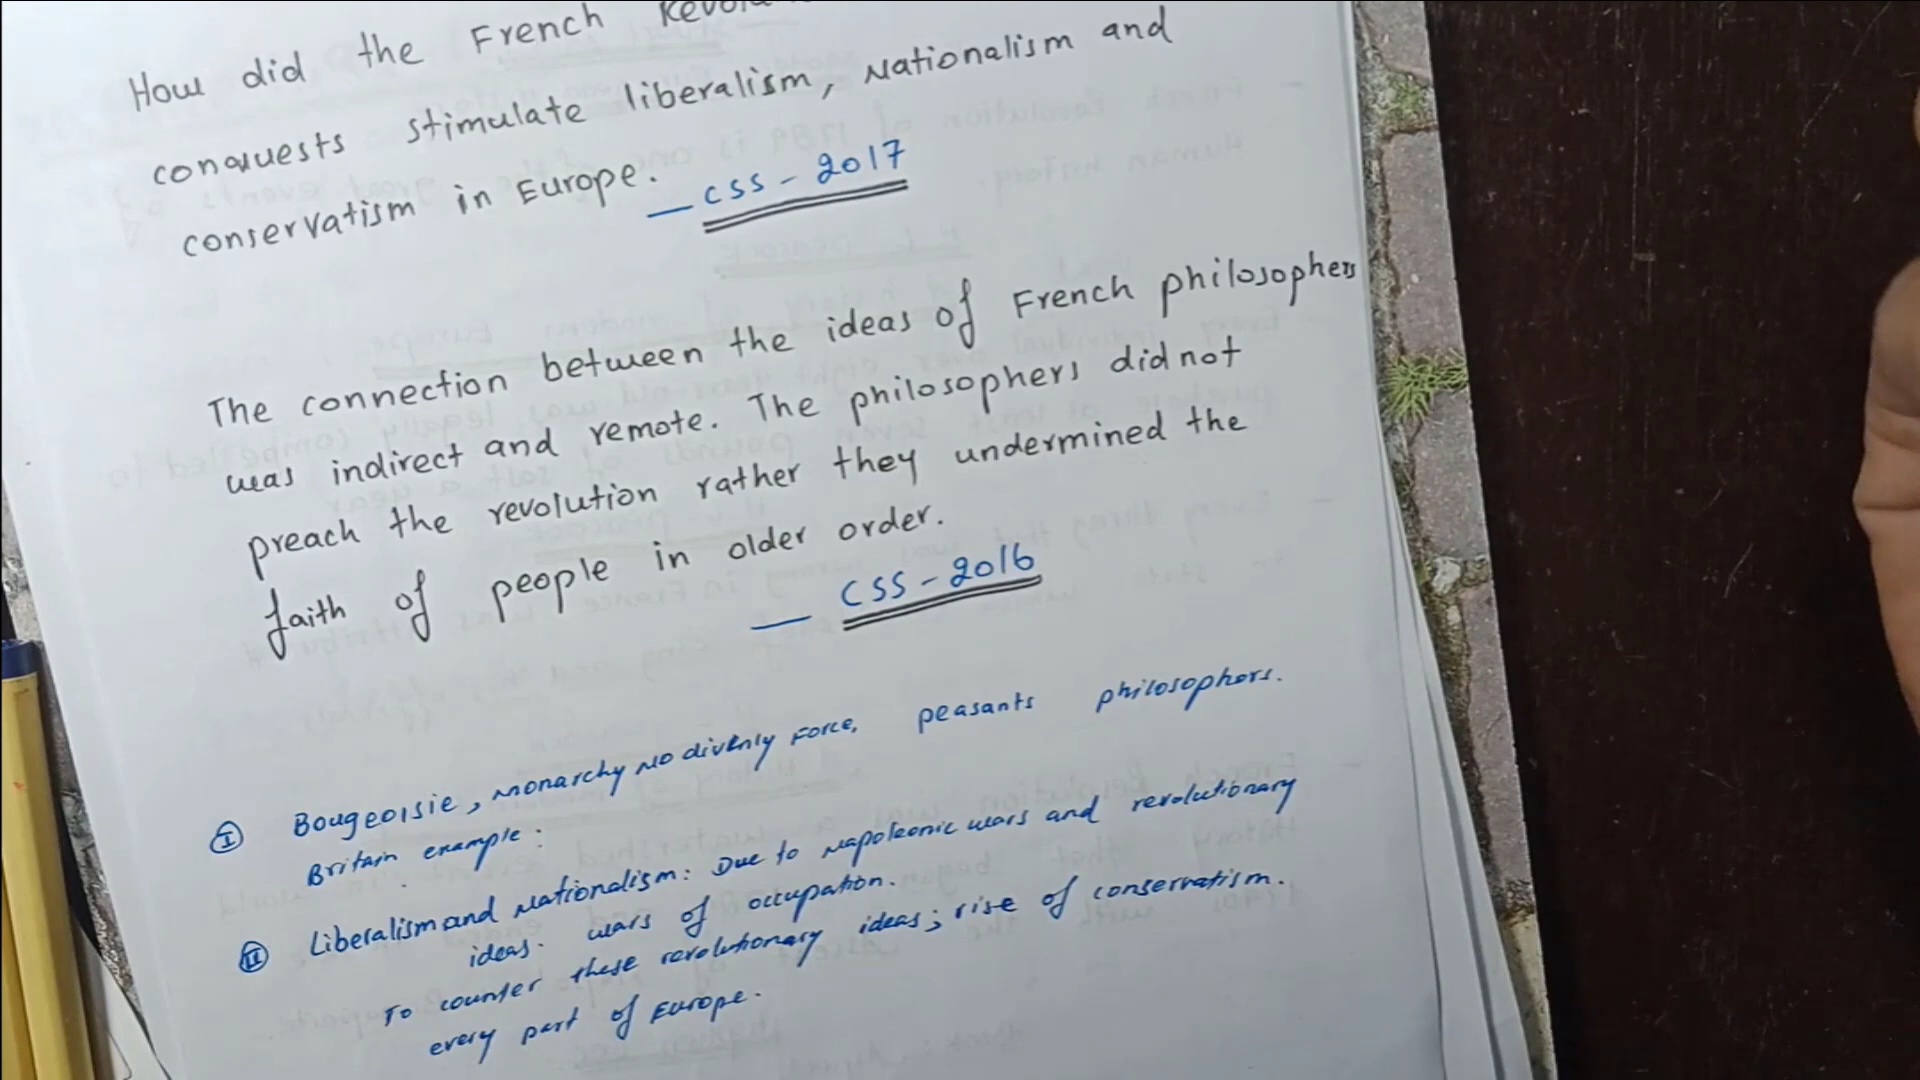 How did the French
conquests stimulate liberalism, Nationalism and
conservatism in Europe. — CSS - 2017
The connection between the ideas of French philosophers
was indirect and remote. The philosophers did not
preach the revolution rather they undermined the
faith of people in older order.
— CSS - 2016
I Bougeoisie, monarchy no divinly force, peasants philosophers.
Britain example:
II Liberalism and Nationalism: Due to Napoleonic wars and revolutionary
ideas. wars of occupation.
To counter these revolutionary ideas; rise of conservatism.
every part of Europe.